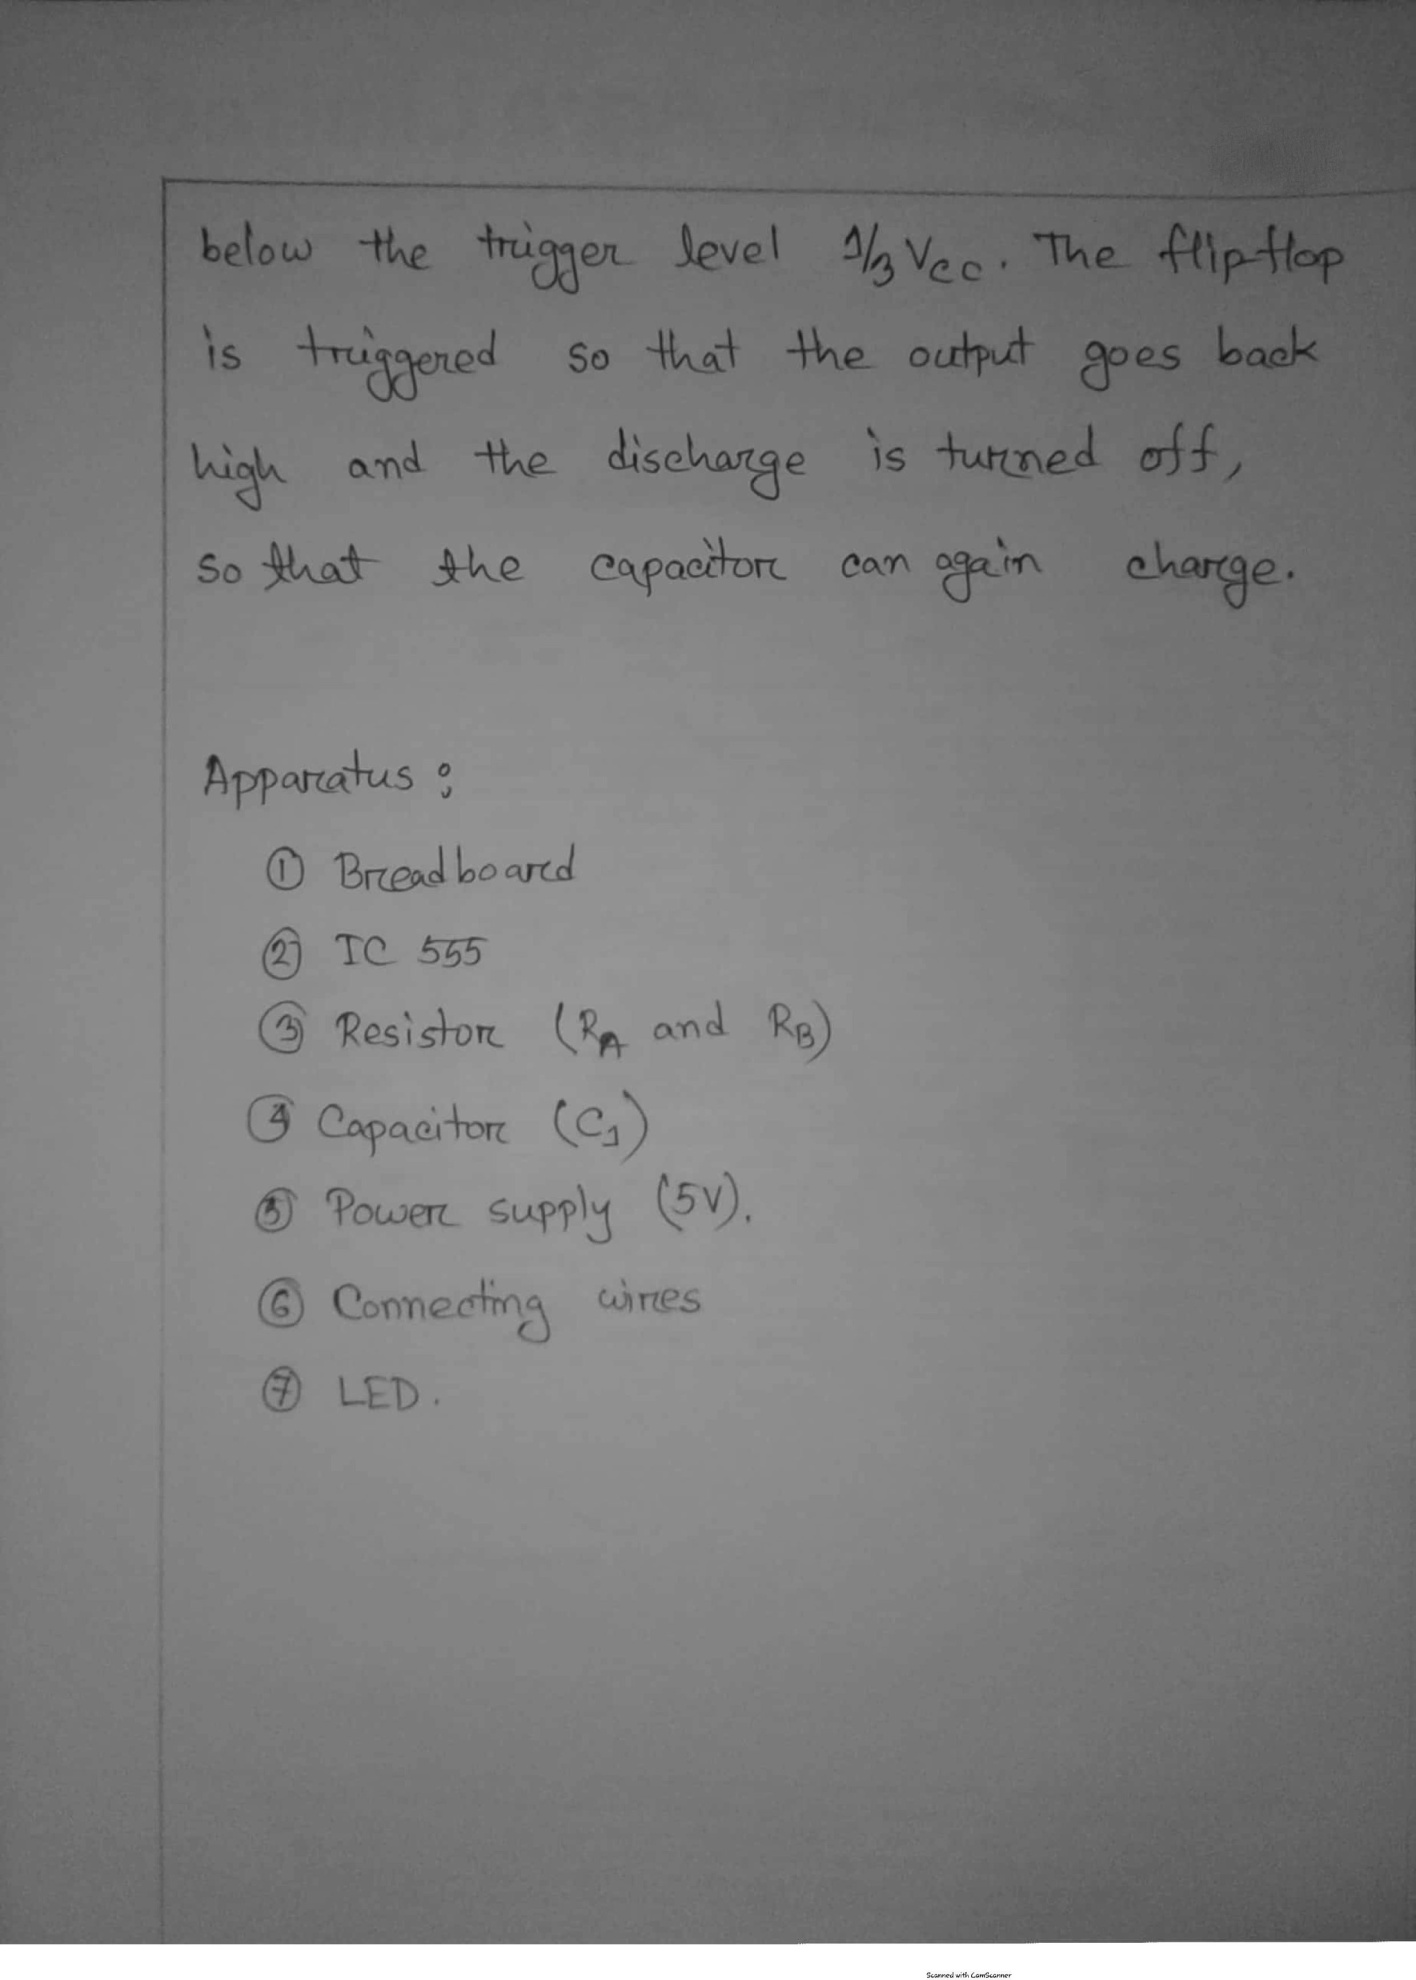 below the trigger level 1/3 Vcc. The flipflop
is triggered so that the output goes back
high and the discharge is turned off,
so that the capacitor can again charge.
Apparatus :
① Breadboard
② IC 555
③ Resistor (RA and RB)
④ Capacitor (C1)
⑤ Power supply (5V).
⑥ Connecting wires
⑦ LED.
Scanned with CamScanner